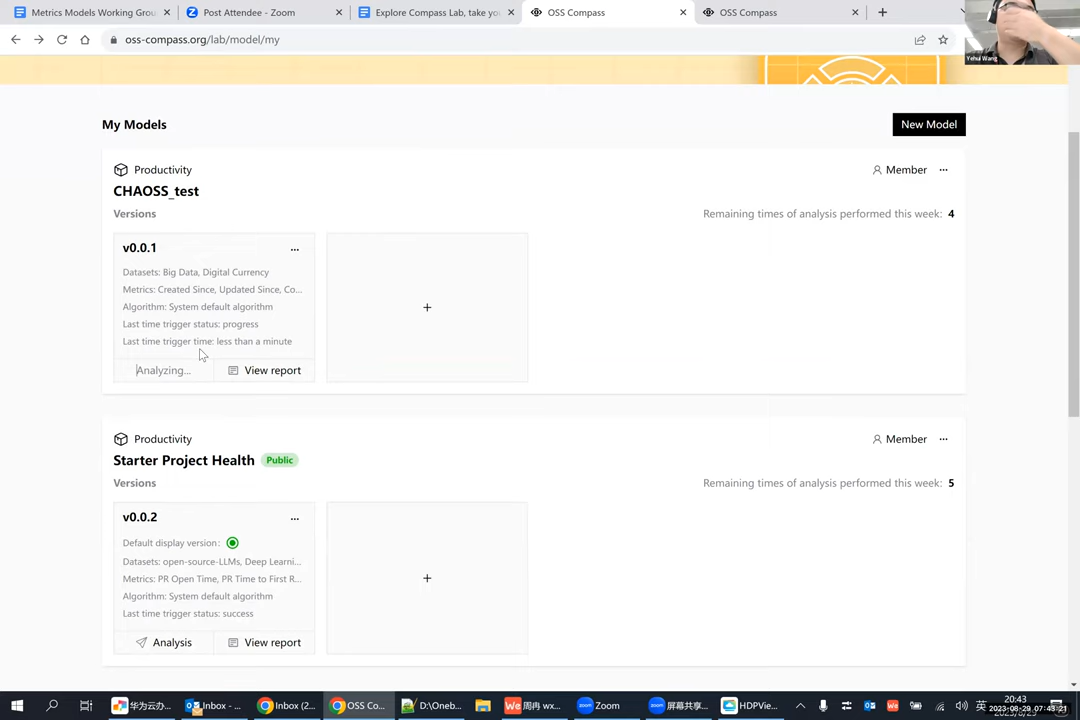 Metrics Models Working Grou
Post Attendee - Zoom
Explore Compass Lab, take yo
OSS Compass
OSS Compass
oss-compass.org/lab/model/my
Yehui Wang
My Models
New Model
Productivity
Member
CHAOSS_test
Versions
Remaining times of analysis performed this week: 4
v0.0.1
Datasets: Big Data, Digital Currency
Metrics: Created Since, Updated Since, Co...
Algorithm: System default algorithm
Last time trigger status: progress
Last time trigger time: less than a minute
Analyzing...
View report
Productivity
Member
Starter Project Health
Public
Versions
Remaining times of analysis performed this week: 5
v0.0.2
Default display version:
Datasets: open-source-LLMs, Deep Learni...
Metrics: PR Open Time, PR Time to First R...
Algorithm: System default algorithm
Last time trigger status: success
Analysis
View report
华为云办...
Inbox - ...
Inbox (2...
OSS Co...
D:\Oneb...
周冉 wx...
Zoom
屏幕共享...
HDPVie...
英
20:43
2023-08-29 20:43:21